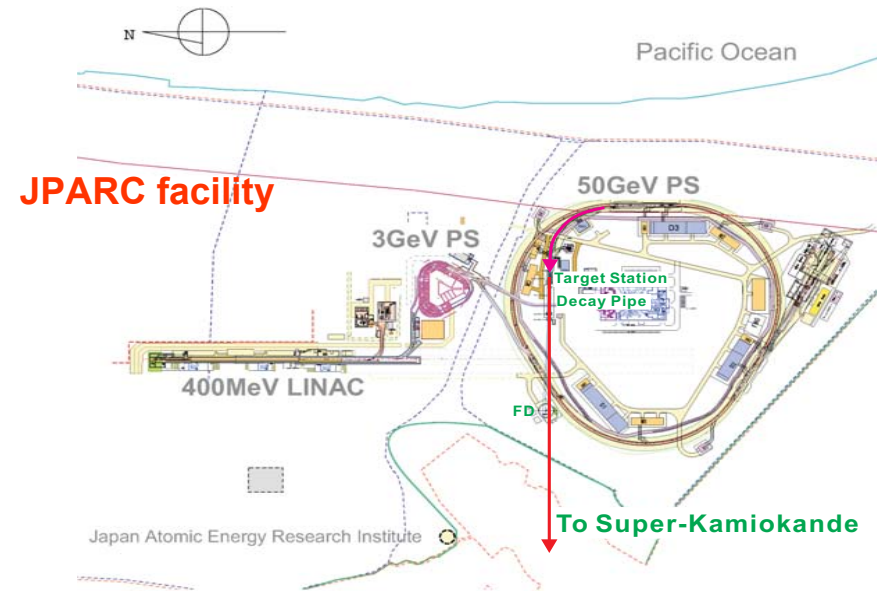 N
Pacific Ocean
JPARC facility
50GeV PS
3GeV PS
D3
Target Station
Decay Pipe
400MeV LINAC
FD
To Super-Kamiokande
Japan Atomic Energy Research Institute